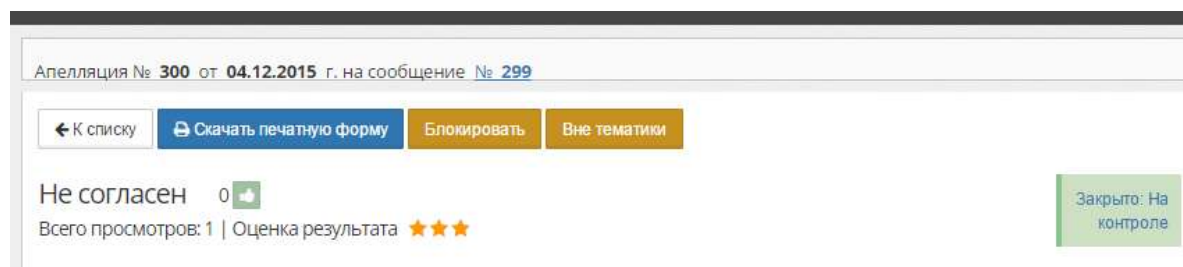 Апелляция № 300 от 04.12.2015 г. на сообщение № 299
К списку Скачать печатную форму Блокировать Вне тематики
Не согласен 0
Закрыто: На
контроле
Всего просмотров: 1 | Оценка результата